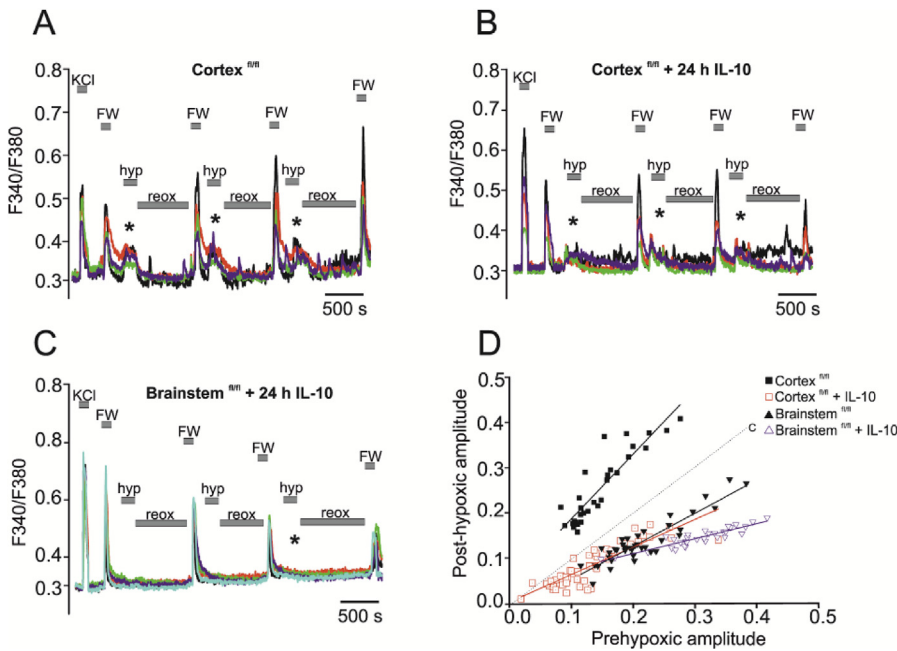 A
Cortex fl/fl
0.8
KCl
FW
FW
FW
FW
0.7
0.6
hyp
hyp
hyp
reox
reox
reox
0.5
*
*
*
0.4
0.3
F340/F380
500 s
B
Cortex fl/fl + 24 h IL-10
0.8
KCl
FW
FW
FW
FW
0.7
0.6
hyp
hyp
hyp
reox
reox
reox
0.5
*
*
*
0.4
0.3
500 s
C
Brainstem fl/fl + 24 h IL-10
0.8
KCl
FW
FW
FW
FW
0.8
hyp
hyp
hyp
0.6
reox
reox
reox
0.5
*
0.4
0.3
F340/F380
500 s
D
0.5
Cortex fl/fl
Cortex fl/fl + IL-10
Brainstem fl/fl
Brainstem fl/fl + IL-10
C
0.4
0.3
0.2
0.1
0.0
Post-hypoxic amplitude
0.0 0.1 0.2 0.3 0.4 0.5
Prehypoxic amplitude